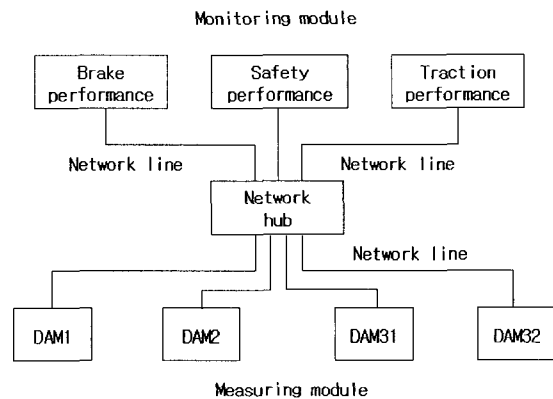 Monitoring module
Brake
performance
Safety
performance
Traction
performance
Network line
Network line
Network
hub
Network line
DAM1
DAM2
DAM31
DAM32
Measuring module